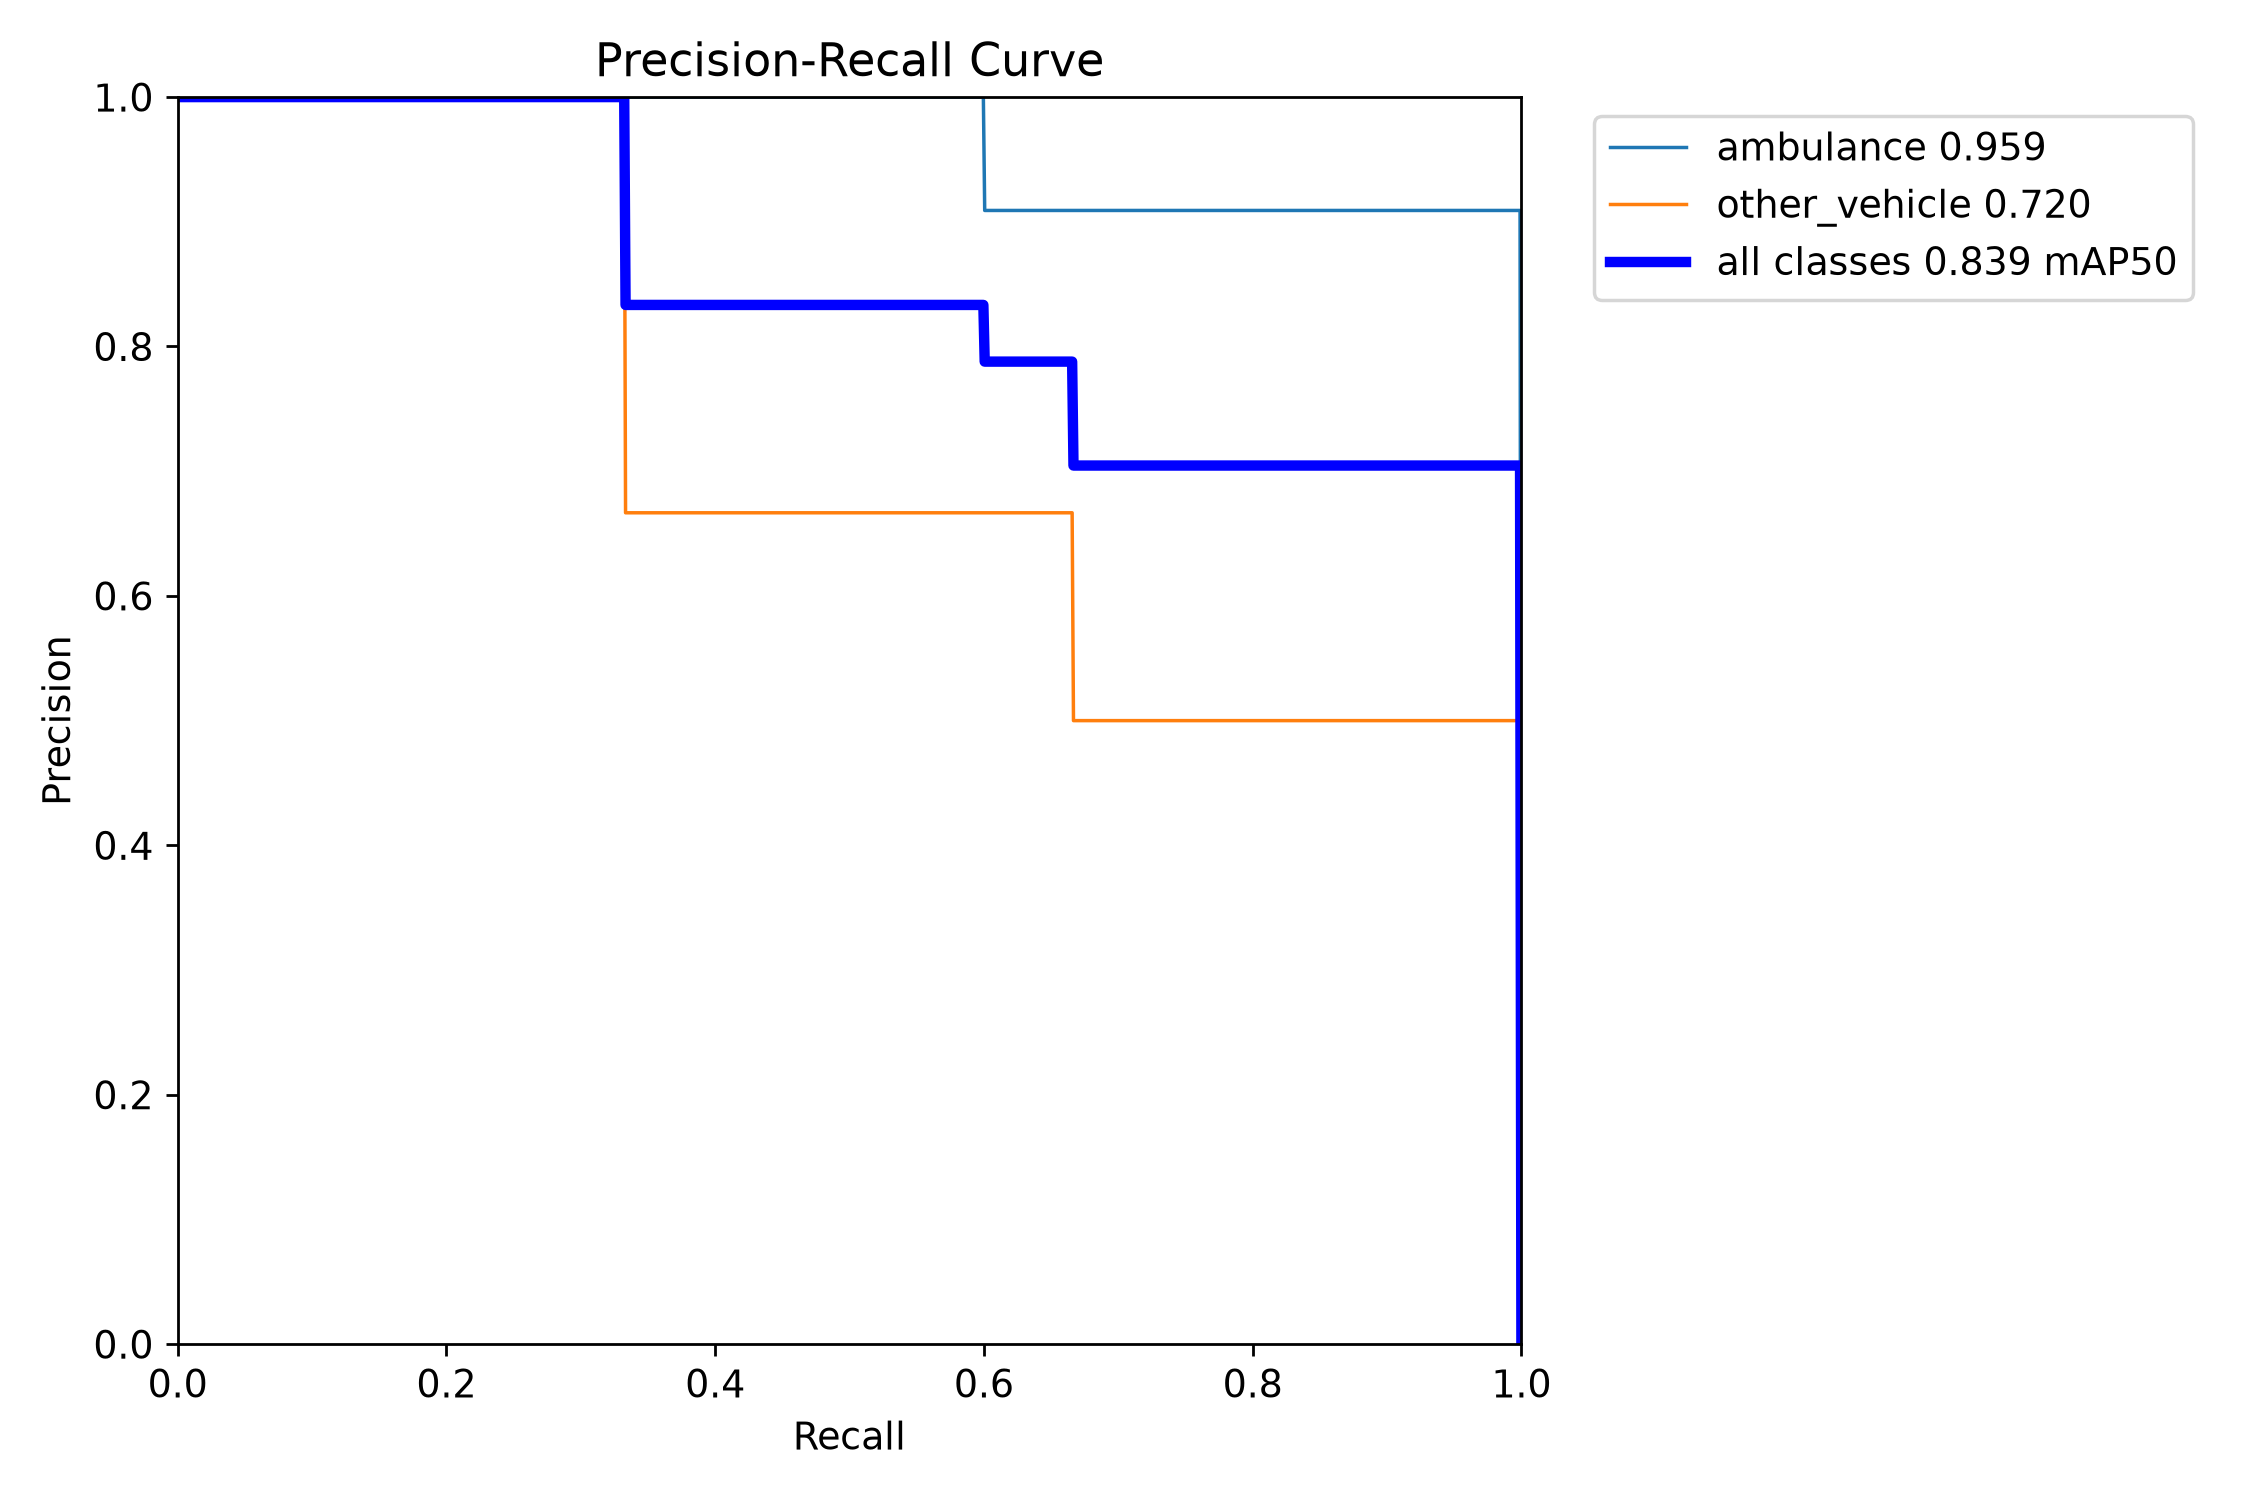 Precision-Recall Curve
1.0
0.8
0.6
0.4
0.2
0.0
Precision
0.0 0.2 0.4 0.6 0.8 1.0
Recall
ambulance 0.959
other_vehicle 0.720
all classes 0.839 mAP50